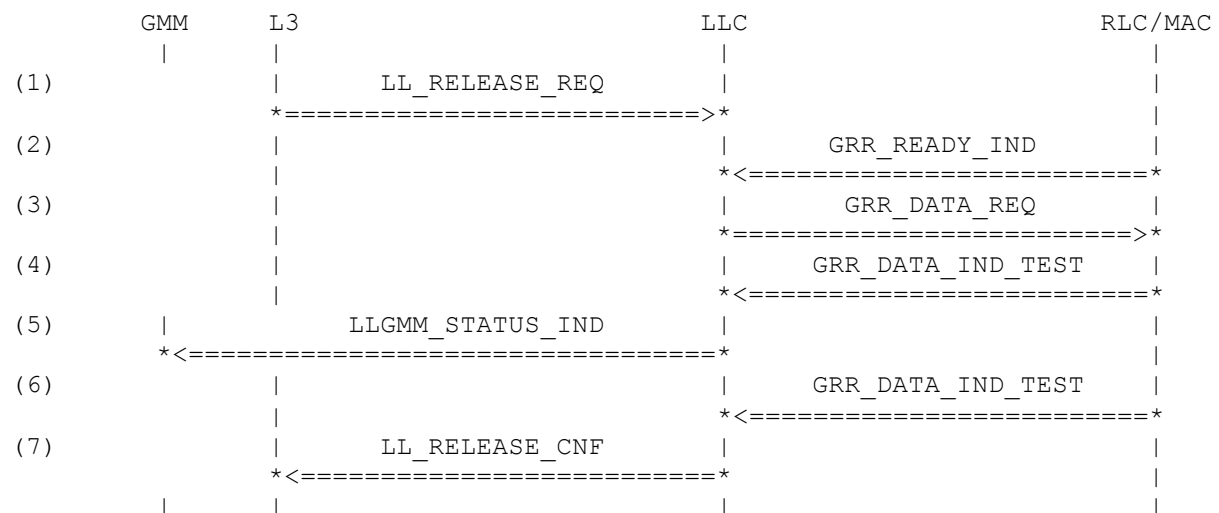 GMM L3 LLC RLC/MAC
(1) LL_RELEASE_REQ
(2) GRR_READY_IND
(3) GRR_DATA_REQ
(4) GRR_DATA_IND_TEST
(5) LLGMM_STATUS_IND
(6) GRR_DATA_IND_TEST
(7) LL_RELEASE_CNF